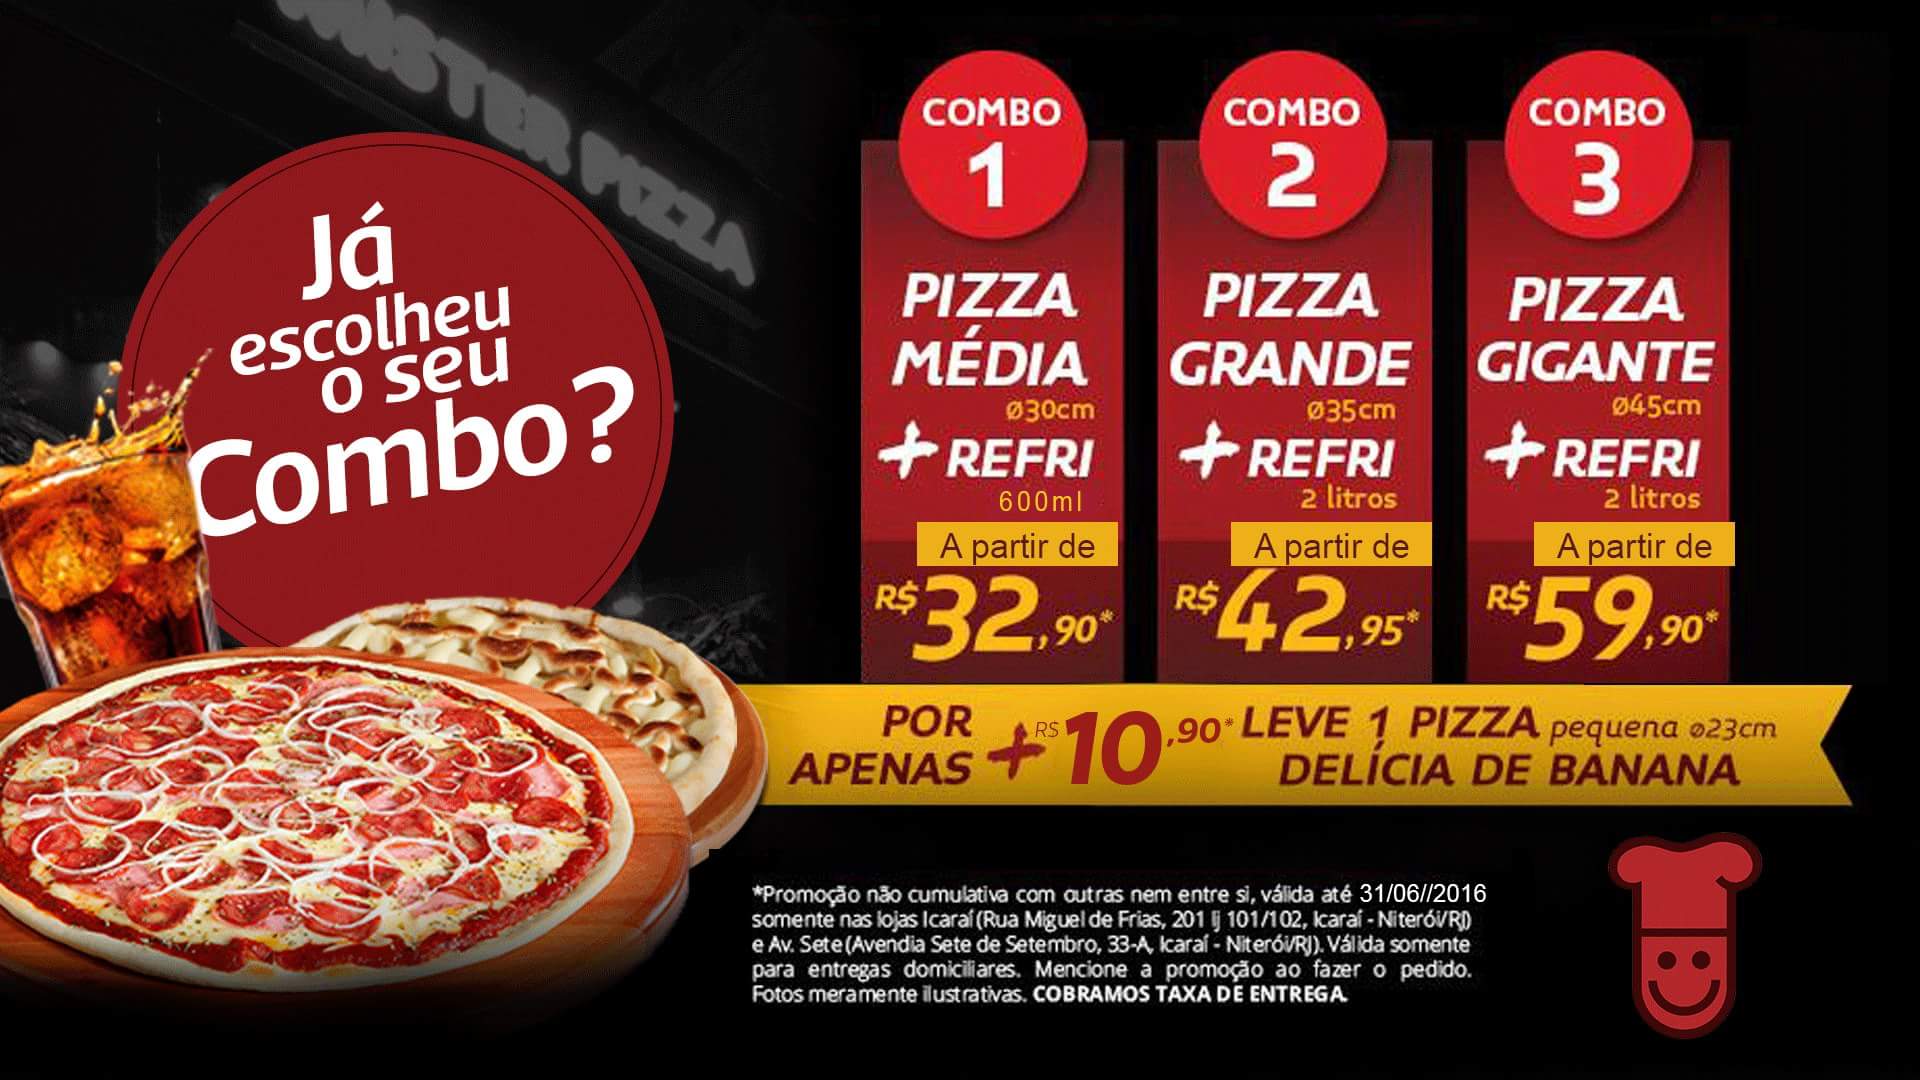 MISTER PIZZA
Já
escolheu
o seu
Combo?
COMBO
1
PIZZA
MÉDIA
ø30cm
+ REFRI
600ml
A partir de
R$32,90*
COMBO
2
PIZZA
GRANDE
ø35cm
+ REFRI
2 litros
A partir de
R$42,95*
COMBO
3
PIZZA
GIGANTE
ø45cm
+ REFRI
2 litros
A partir de
R$59,90*
POR
APENAS
+ R$10,90*
LEVE 1 PIZZA pequena ø23cm
DELÍCIA DE BANANA
*Promoção não cumulativa com outras nem entre si, válida até 31/06//2016
somente nas lojas Icaraí (Rua Miguel de Frias, 201 lj 101/102, Icaraí - Niterói/RJ)
e Av. Sete (Avendia Sete de Setembro, 33-A, Icaraí - Niterói/RJ). Válida somente
para entregas domiciliares. Mencione a promoção ao fazer o pedido.
Fotos meramente ilustrativas. COBRAMOS TAXA DE ENTREGA.